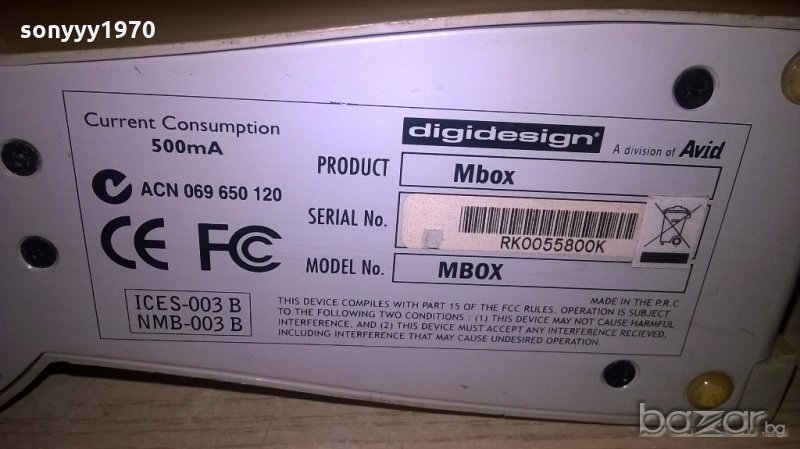 sonyyy1970
Current Consumption
500mA
ACN 069 650 120
CE FC
ICES-003 B
NMB-003 B
digidesign® A division of Avid
PRODUCT Mbox
SERIAL No. RK0055800K
MODEL No. MBOX
MADE IN THE P.R.C
THIS DEVICE COMPILES WITH PART 15 OF THE FCC RULES. OPERATION IS SUBJECT
TO THE FOLLOWING TWO CONDITIONS : (1) THIS DEVICE MAY NOT CAUSE HARMFUL
INTERFERENCE, AND (2) THIS DEVICE MUST ACCEPT ANY INTERFERENCE RECIEVED,
INCLUDING INTERFERENCE THAT MAY CAUSE UNDESIRED OPERATION.
bazar.bg